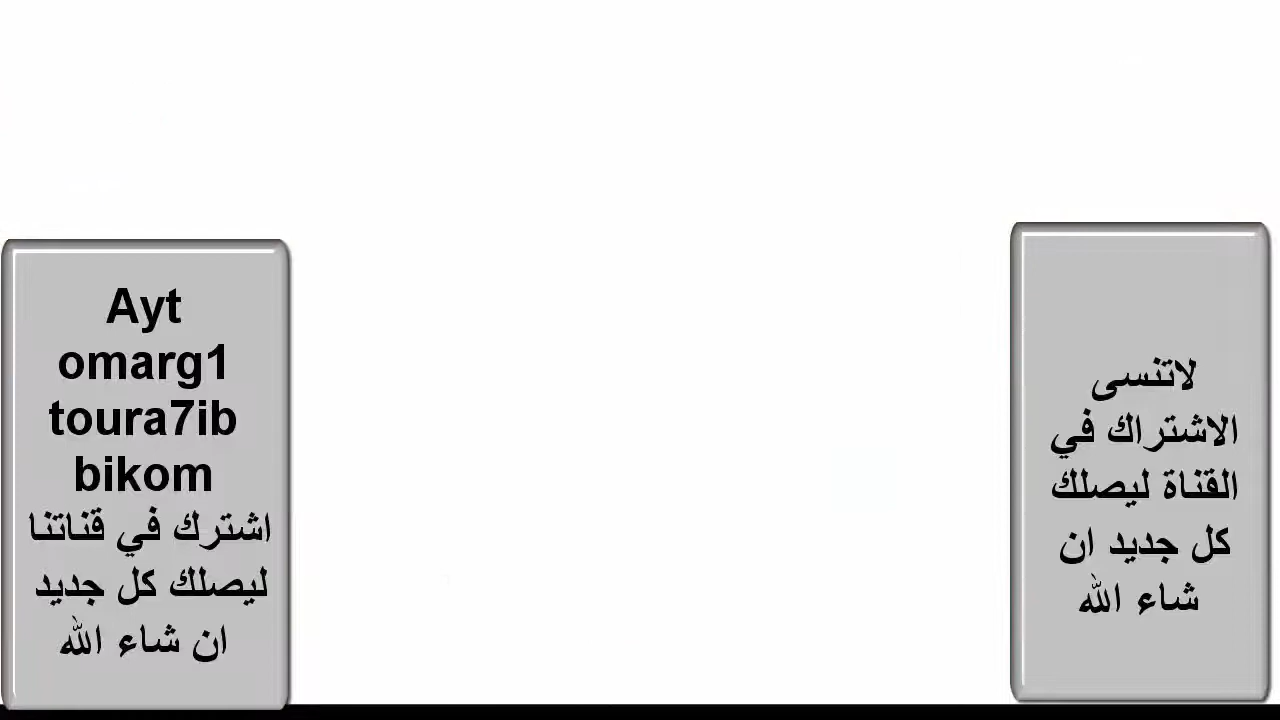 Ayt
omarg1
toura7ib
bikom
اشترك في قناتنا
ليصلك كل جديد
ان شاء الله
لاتنسى
الاشتراك في
القناة ليصلك
كل جديد ان
شاء الله